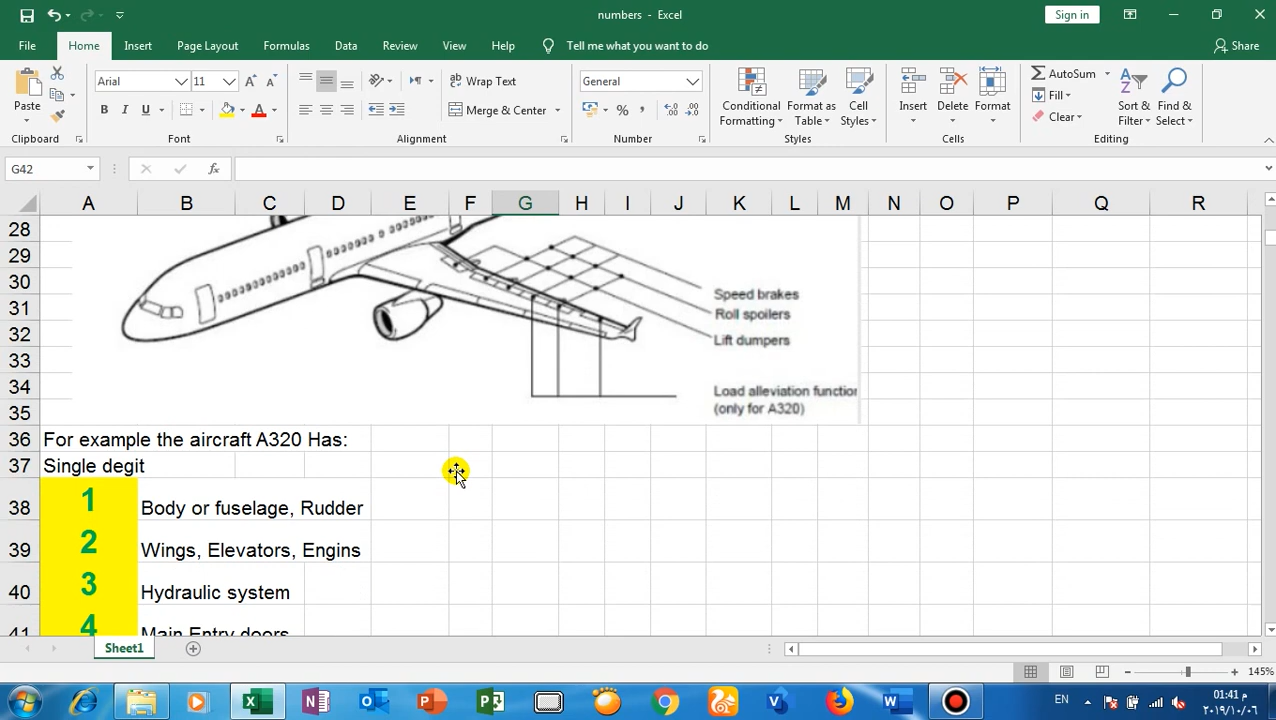 numbers - Excel
Sign in
File Home Insert Page Layout Formulas Data Review View Help Tell me what you want to do Share
Paste
Arial 11
B I U A
Wrap Text
Merge & Center
General
Conditional Formatting
Format as Table
Cell Styles
Insert
Delete
Format
AutoSum
Fill
Clear
Sort & Filter
Find & Select
Clipboard Font Alignment Number Styles Cells Editing
G42 fx
A B C D E F G H I J K L M N O P Q R
28
29
30
31
32
33
34
35
Speed brakes
Roll spoilers
Lift dumpers
Load alleviation function
(only for A320)
36 For example the aircraft A320 Has:
37 Single degit
38 1 Body or fuselage, Rudder
39 2 Wings, Elevators, Engins
40 3 Hydraulic system
41 4 Main Entry doors
Sheet1
145%
EN
01:41 م
٢٠١٩/١٠/٠٦